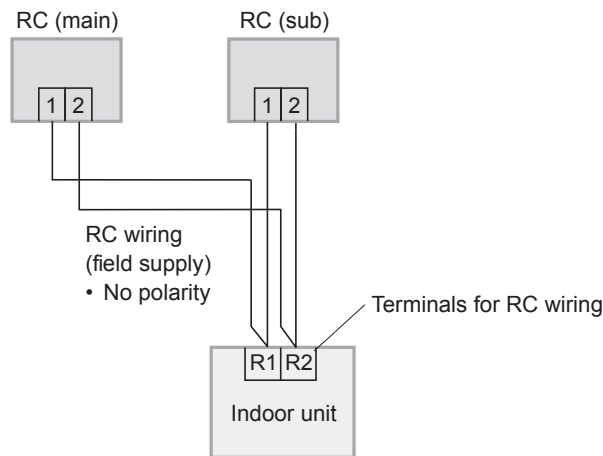 RC (main)
RC (sub)
1 2
1 2
RC wiring
(field supply)
• No polarity
Terminals for RC wiring
R1 R2
Indoor unit